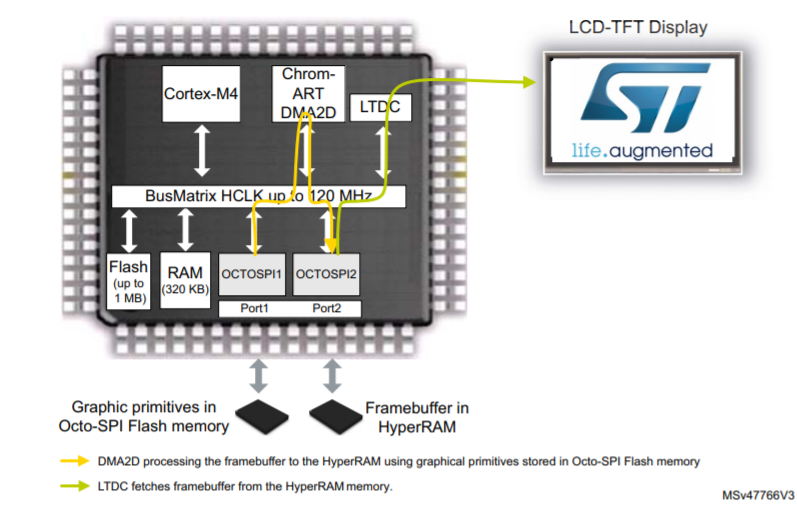 LCD-TFT Display
Cortex-M4
Chrom-
ART
DMA2D
LTDC
life.augmented
BusMatrix HCLK up to 120 MHz
Flash
(up to
1 MB)
RAM
(320 KB)
OCTOSPI1
OCTOSPI2
Port1
Port2
Graphic primitives in
Octo-SPI Flash memory
Framebuffer in
HyperRAM
DMA2D processing the framebuffer to the HyperRAM using graphical primitives stored in Octo-SPI Flash memory
LTDC fetches framebuffer from the HyperRAM memory.
MSv47766V3